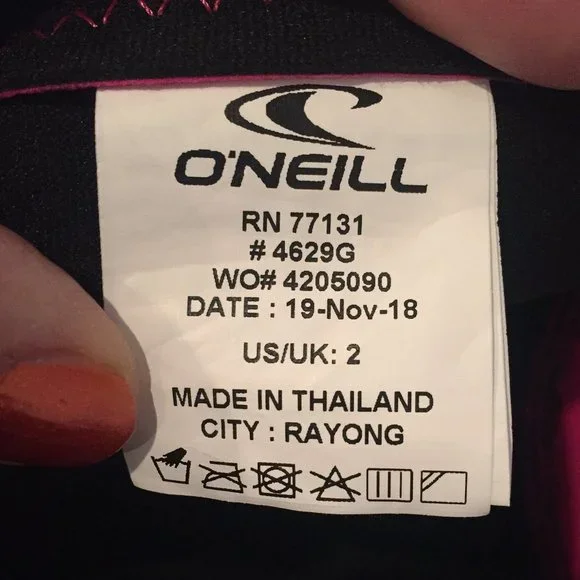 O'NEILL
RN 77131
# 4629G
WO# 4205090
DATE : 19-Nov-18
US/UK: 2
MADE IN THAILAND
CITY : RAYONG